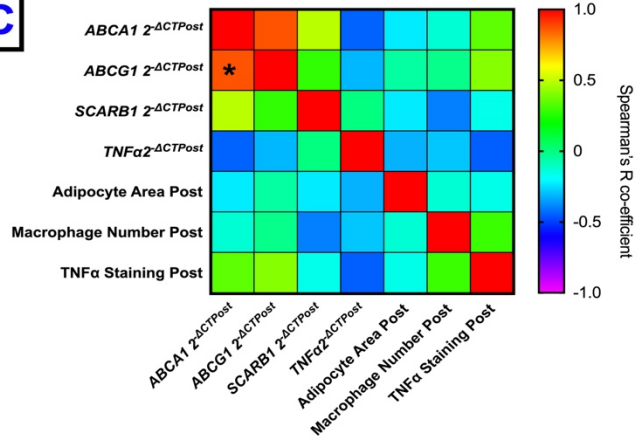 C
ABCA1 2^-ΔCTPost
ABCG1 2^-ΔCTPost
SCARB1 2^-ΔCTPost
TNFα2^-ΔCTPost
Adipocyte Area Post
Macrophage Number Post
TNFα Staining Post
*
ABCA1 2^-ΔCTPost
ABCG1 2^-ΔCTPost
SCARB1 2^-ΔCTPost
TNFα2^-ΔCTPost
Adipocyte Area Post
Macrophage Number Post
TNFα Staining Post
1.0
0.5
0
-0.5
-1.0
Spearman's R co-efficient